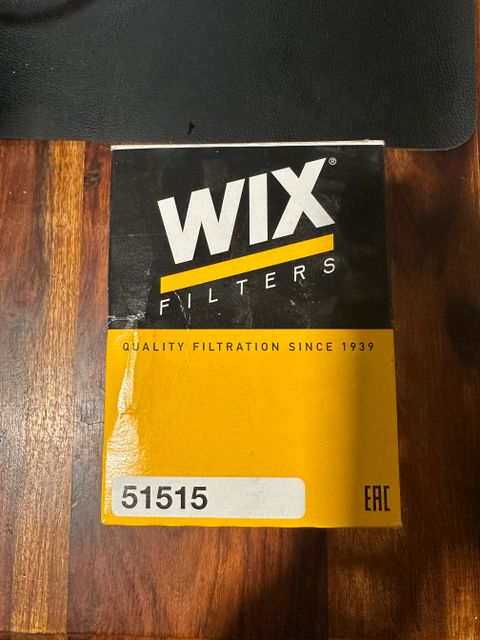 WIX®
FILTERS
QUALITY FILTRATION SINCE 1939
51515
EAC